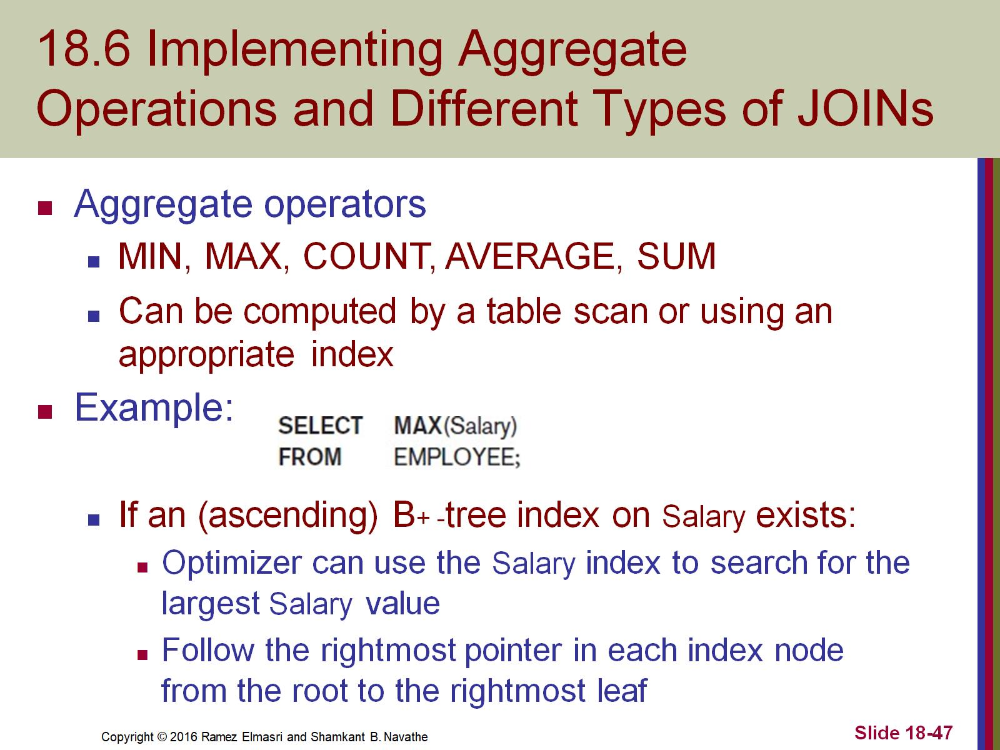 18.6 Implementing Aggregate
Operations and Different Types of JOINs
Aggregate operators
MIN, MAX, COUNT, AVERAGE, SUM
Can be computed by a table scan or using an
appropriate index
Example:
SELECT MAX(Salary)
FROM EMPLOYEE;
If an (ascending) B+ -tree index on Salary exists:
Optimizer can use the Salary index to search for the
largest Salary value
Follow the rightmost pointer in each index node
from the root to the rightmost leaf
Copyright © 2016 Ramez Elmasri and Shamkant B. Navathe
Slide 18-47